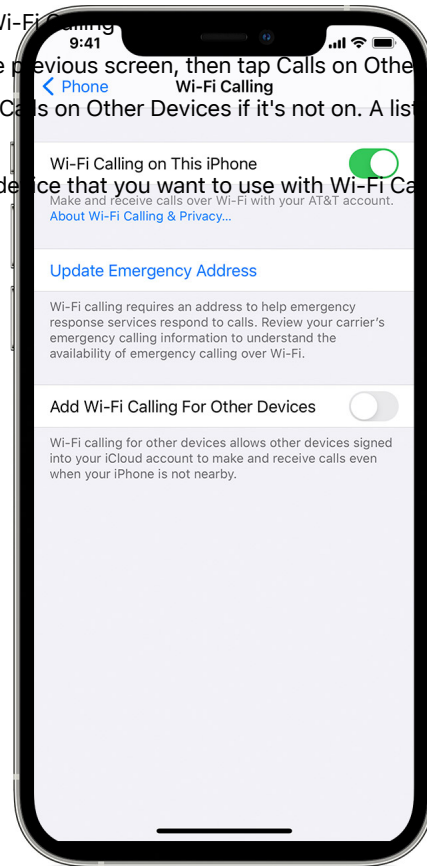 Wi-Fi Calling
9:41
previous screen, then tap Calls on Othe
Phone
Wi-Fi Calling
Calls on Other Devices if it's not on. A list
Wi-Fi Calling on This iPhone
device that you want to use with Wi-Fi Ca
Make and receive calls over Wi-Fi with your AT&T account.
About Wi-Fi Calling & Privacy...
Update Emergency Address
Wi-Fi calling requires an address to help emergency
response services respond to calls. Review your carrier's
emergency calling information to understand the
availability of emergency calling over Wi-Fi.
Add Wi-Fi Calling For Other Devices
Wi-Fi calling for other devices allows other devices signed
into your iCloud account to make and receive calls even
when your iPhone is not nearby.